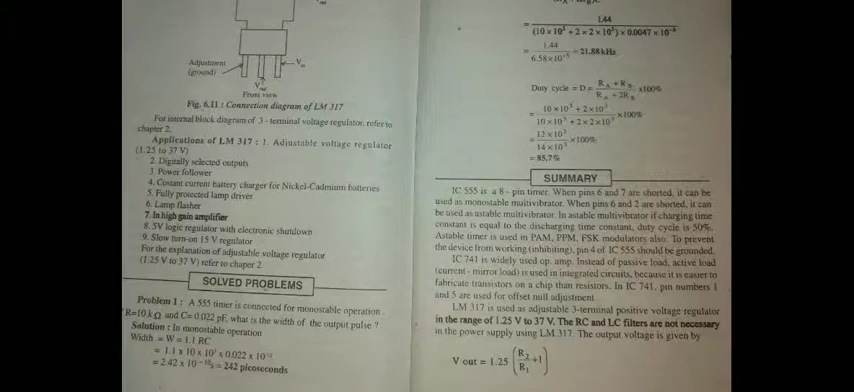 Adjustment
(ground)
V in
V out
Front view
Fig. 6.11 : Connection diagram of LM 317
For internal block diagram of 3 - terminal voltage regulator, refer to
chapter 2.
Applications of LM 317 : 1. Adjustable voltage regulator
(1.25 to 37 V)
2. Digitally selected outputs
3. Power follower
4. Costant current battery charger for Nickel-Cadmium batteries
5. Fully protected lamp driver
6. Lamp flasher
7. In high gain amplifier
8. 5V logic regulator with electronic shutdown
9. Slow turn-on 15 V regulator
For the explanation of adjustable voltage regulator
(1.25 V to 37 V) refer to chaper 2
SOLVED PROBLEMS
Problem 1 : A 555 timer is connected for monostable operation.
R=10 k Ω and C= 0.022 pF, what is the width of the output pulse ?
Solution : In monostable operation
Width = W = 1.1 RC
= 1.1 x 10 x 10³ x 0.022 x 10⁻¹²
= 2.42 x 10⁻¹⁰s = 242 picoseconds
= 1.44 / (10 × 10³ + 2 × 2 × 10³) × 0.0047 × 10⁻⁶
= 1.44 / 6.58×10⁻⁵ = 21.88 kHz
Duty cycle = D = R A + R B / R A + 2R B x100%
= 10 × 10³ + 2×10³ / 10 × 10³ + 2 × 2 × 10³ × 100%
= 12 × 10³ / 14 × 10³ × 100%
= 85.7%
SUMMARY
IC 555 is a 8 - pin timer. When pins 6 and 7 are shorted, it can be
used as monostable multivibrator. When pins 6 and 2 are shorted, it can
be used as astable multivibrator. In astable multivibrator if charging time
constant is equal to the discharging time constant, duty cycle is 50%.
Astable timer is used in PAM, PPM, FSK modulators also. To prevent
the device from working (inhibiting), pin 4 of IC 555 should be grounded.
IC 741 is widely used op. amp. Instead of passive load, active load
(current - mirror load) is used in integrated circuits, because it is easier to
fabricate transistors on a chip than resistors. In IC 741, pin numbers 1
and 5 are used for offset null adjustment
LM 317 is used as adjustable 3-terminal positive voltage regulator
in the range of 1.25 V to 37 V. The RC and LC filters are not necessary
in the power supply using LM 317. The output voltage is given by
V out = 1.25 (R₂/R₁ +1)